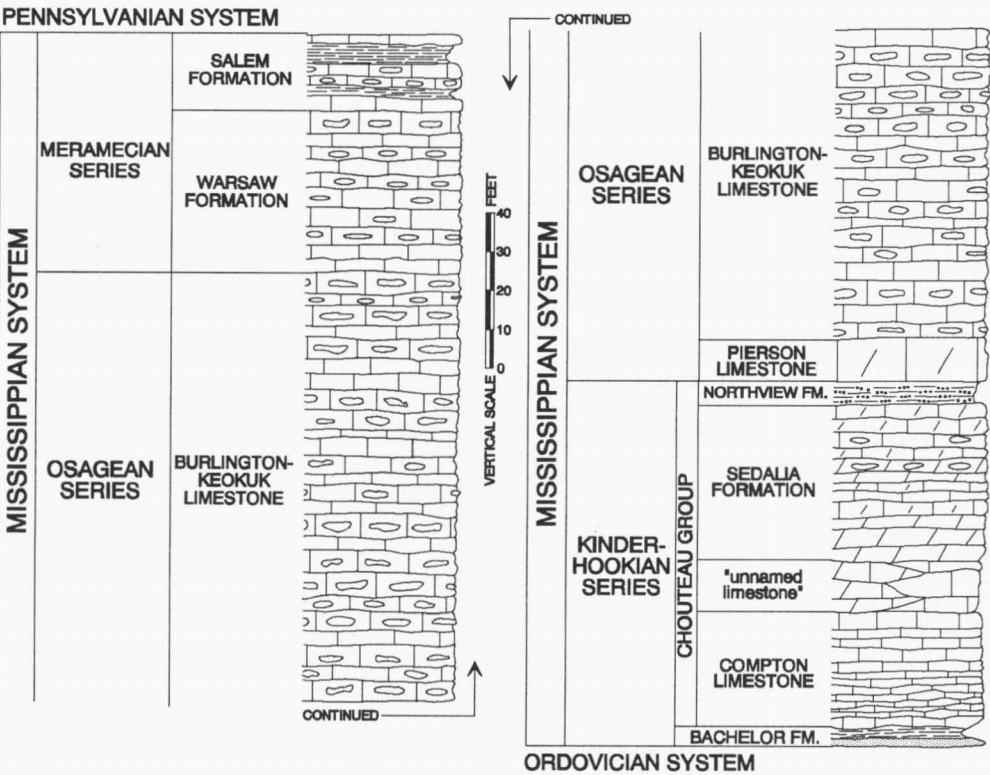 PENNSYLVANIAN SYSTEM
MISSISSIPPIAN SYSTEM
MERAMECIAN
SERIES
SALEM
FORMATION
WARSAW
FORMATION
OSAGEAN
SERIES
BURLINGTON-
KEOKUK
LIMESTONE
CONTINUED
VERTICAL SCALE FEET
40
30
20
10
0
CONTINUED
MISSISSIPPIAN SYSTEM
OSAGEAN
SERIES
BURLINGTON-
KEOKUK
LIMESTONE
PIERSON
LIMESTONE
KINDER-
HOOKIAN
SERIES
CHOUTEAU GROUP
NORTHVIEW FM.
SEDALIA
FORMATION
"unnamed
limestone"
COMPTON
LIMESTONE
BACHELOR FM.
ORDOVICIAN SYSTEM